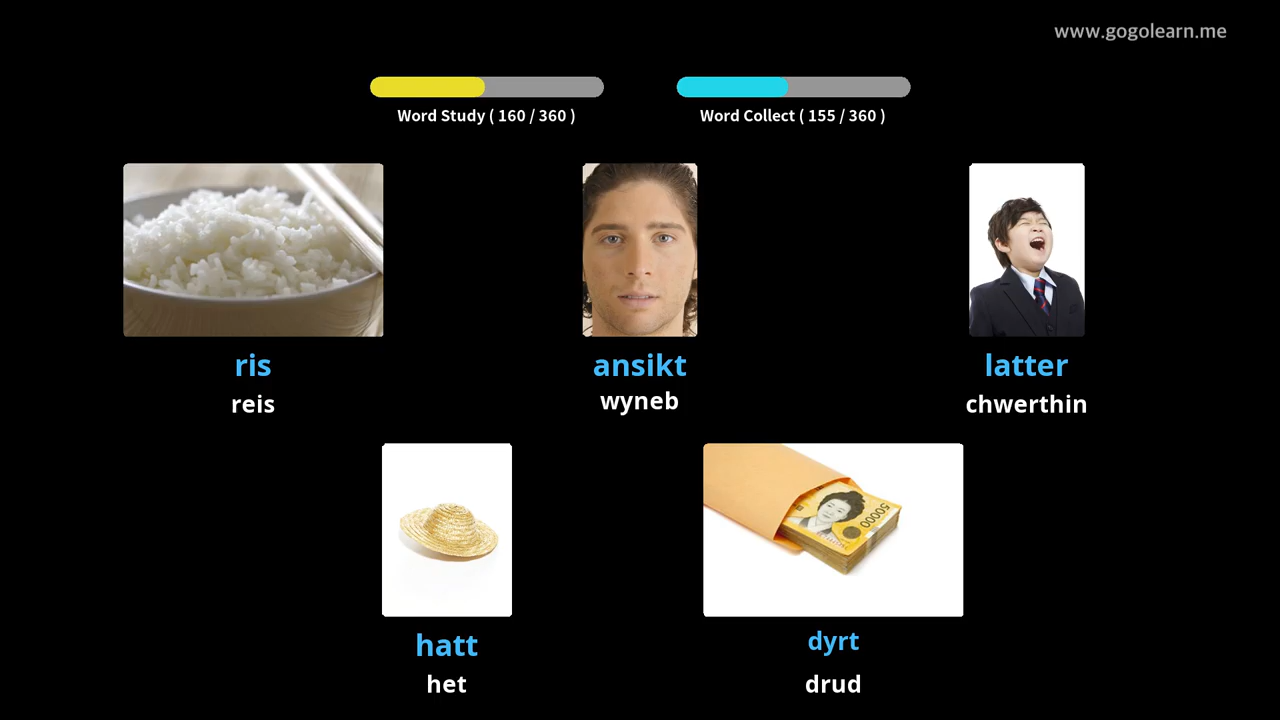 www.gogolearn.me
Word Study ( 160 / 360 )
Word Collect ( 155 / 360 )
ris
reis
ansikt
wyneb
latter
chwerthin
50000
hatt
het
dyrt
drud